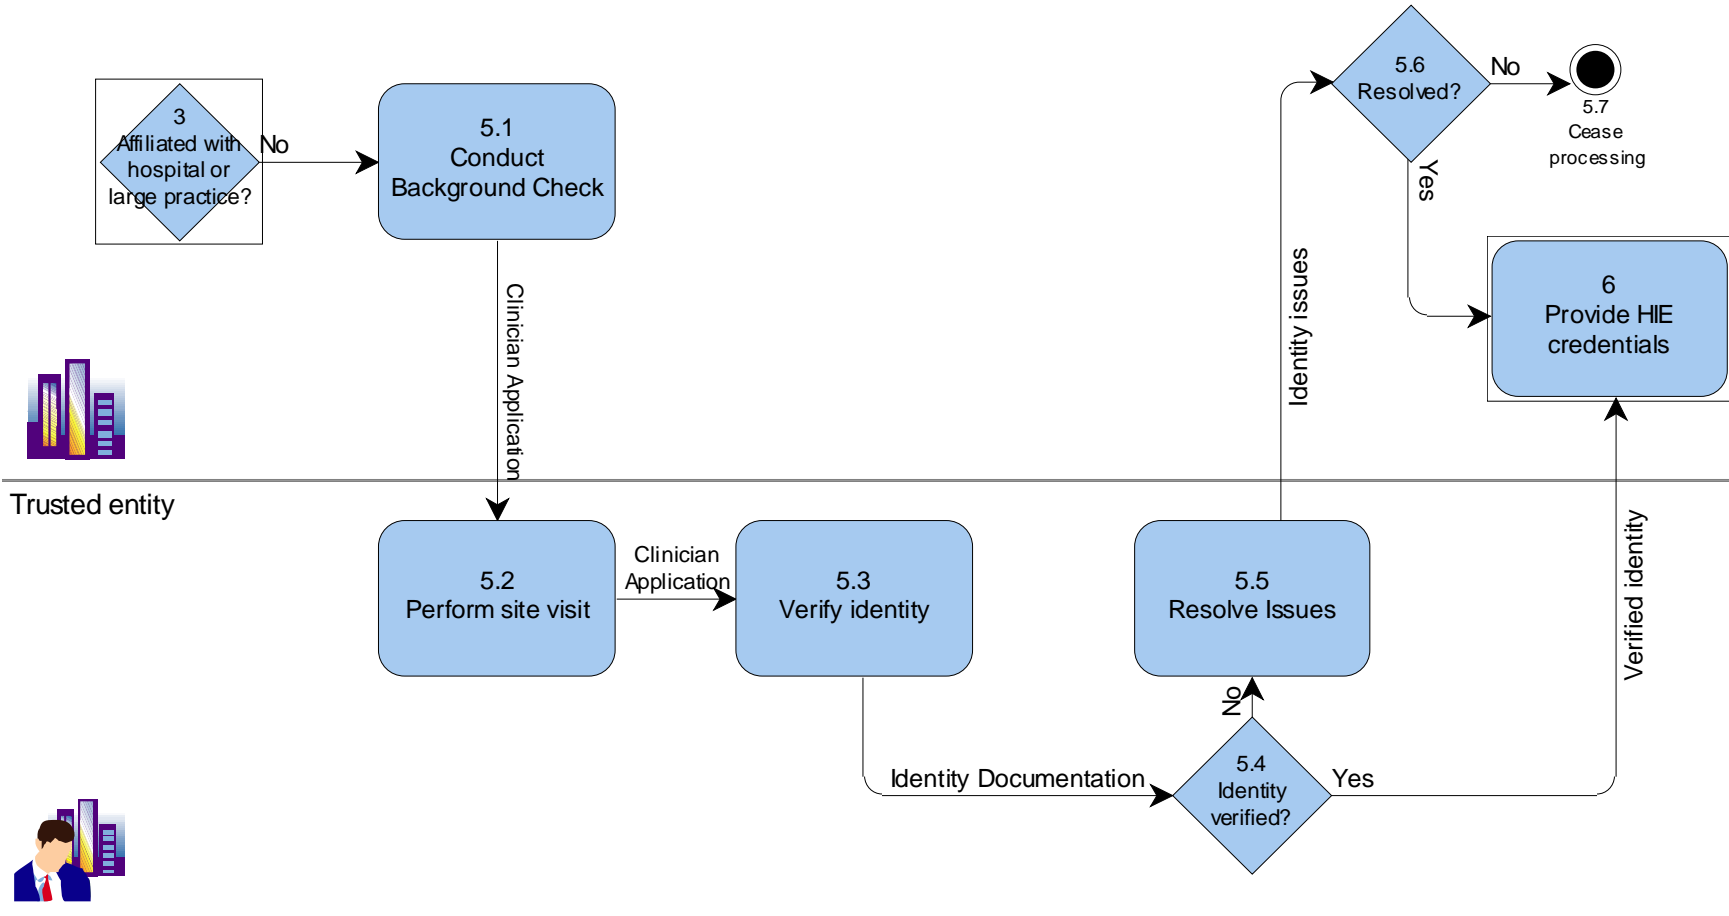 3
Affiliated with
hospital or
large practice?
No
5.1
Conduct
Background Check
Clinician Application
5.6
Resolved?
No
5.7
Cease
processing
Yes
Identity issues
6
Provide HIE
credentials
Trusted entity
5.2
Perform site visit
Clinician
Application
5.3
Verify identity
5.5
Resolve Issues
Verified identity
No
Identity Documentation
5.4
Identity
verified?
Yes